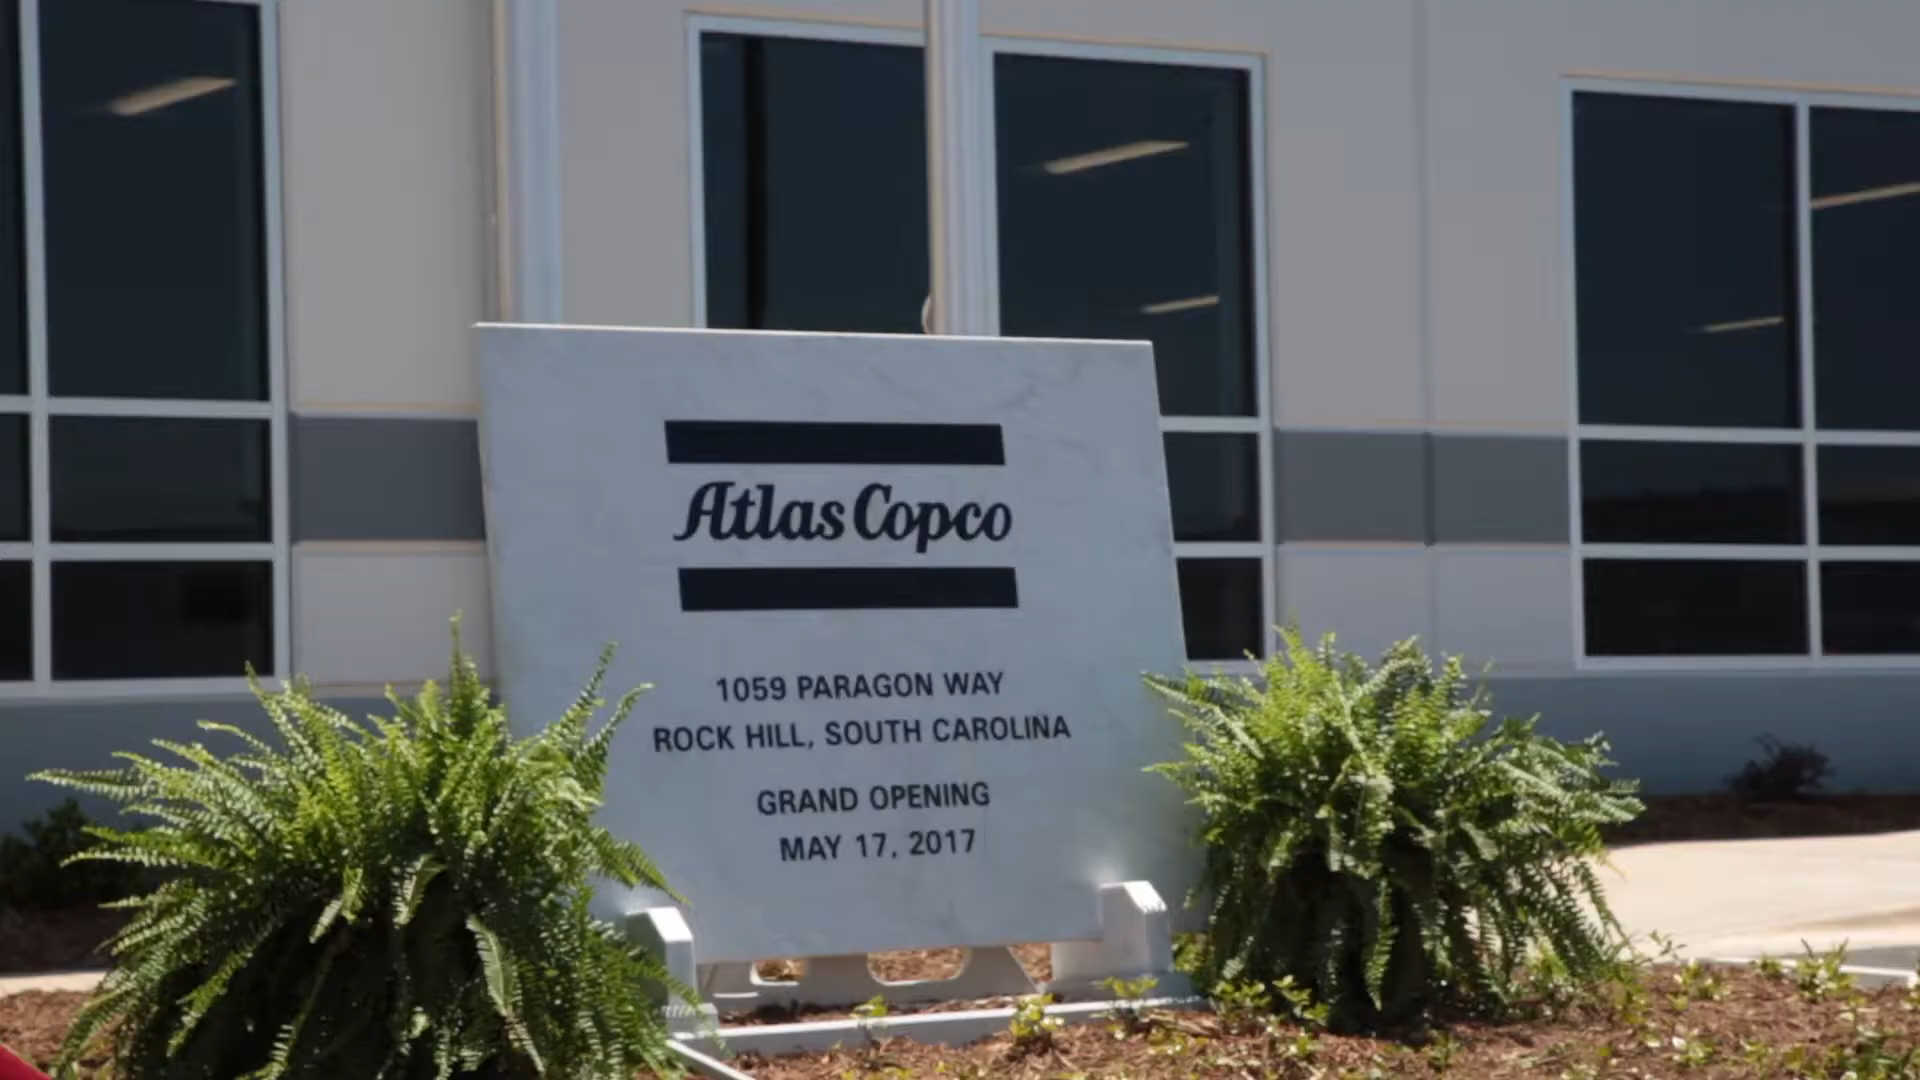 Atlas Copco
1059 PARAGON WAY
ROCK HILL, SOUTH CAROLINA
GRAND OPENING
MAY 17, 2017